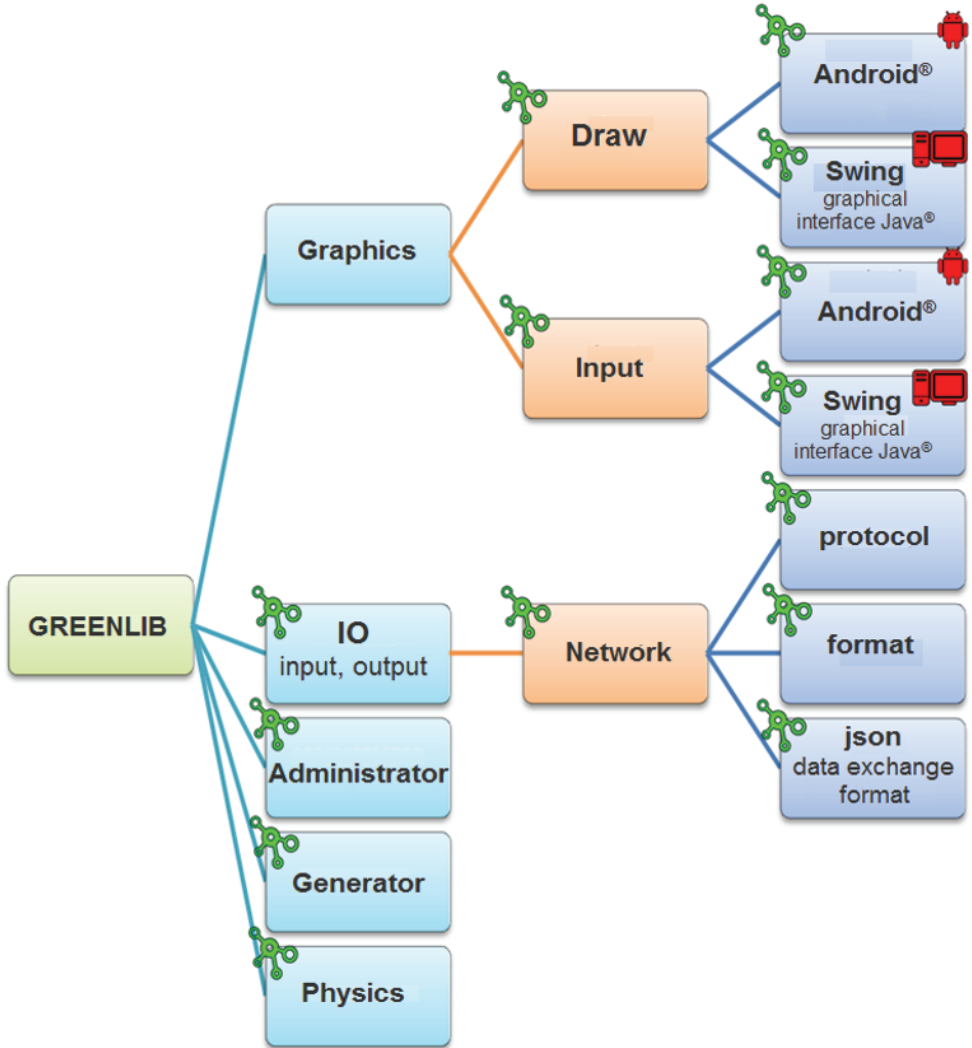 Android®
Draw
Swing
graphical
interface Java®
Graphics
Android®
Input
Swing
graphical
interface Java®
protocol
GREENLIB
IO
input, output
Network
format
Administrator
json
data exchange
format
Generator
Physics